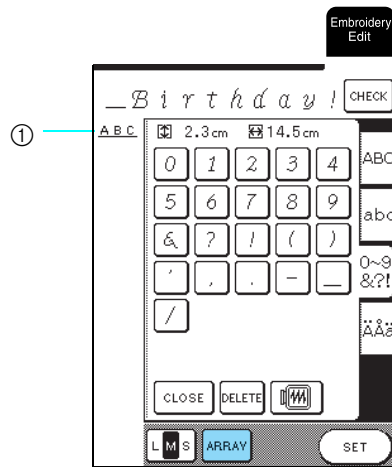 Embroidery
Edit
_Birthday! CHECK
① ABC 2.3cm 14.5cm
0 1 2 3 4 ABC
5 6 7 8 9 abc
& ? ! ( ) 0~9
&?!
' , . - _
/ ÄÅä
CLOSE DELETE
L M S ARRAY SET